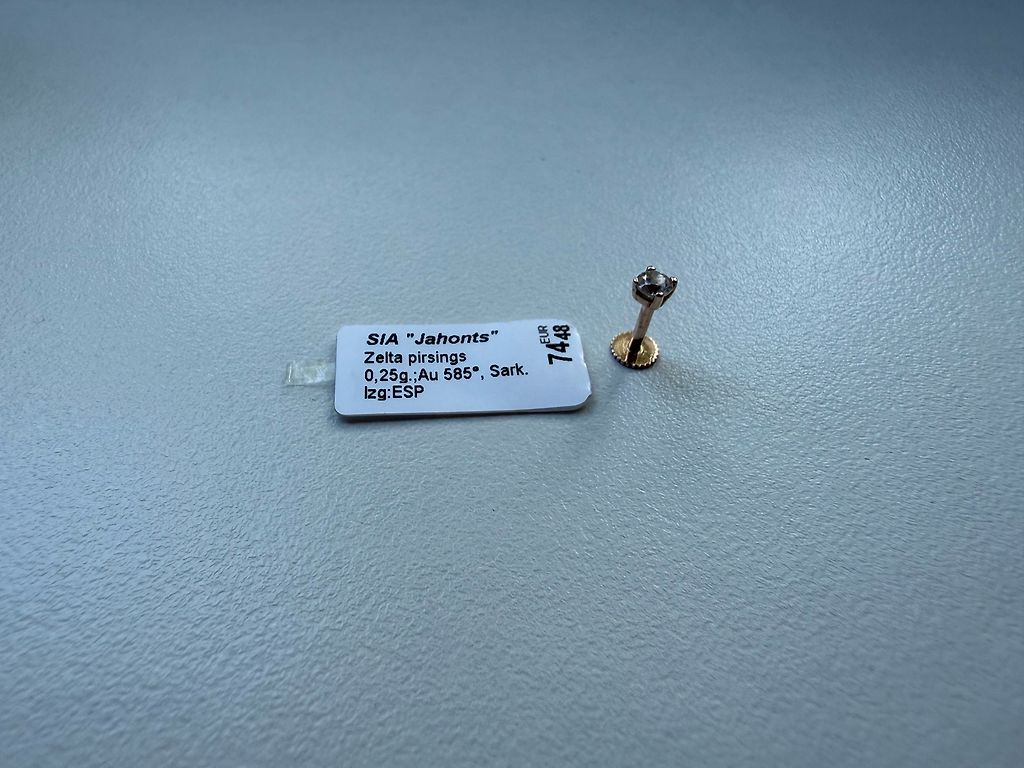 SIA "Jahonts"
Zelta pirsings
0,25g.;Au 585°, Sark.
Izg:ESP
EUR
74 48